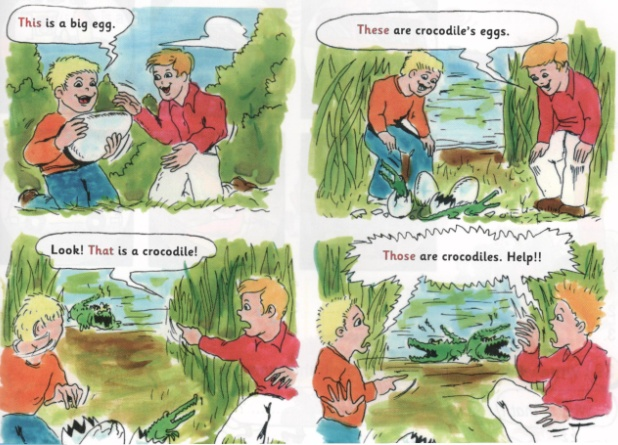 This is a big egg.
These are crocodile's eggs.
Look! That is a crocodile!
Those are crocodiles. Help!!